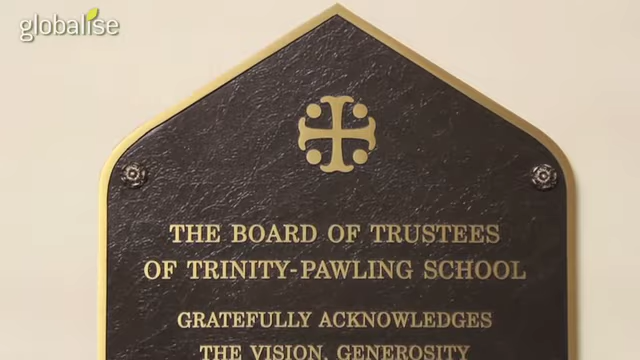 globalise
THE BOARD OF TRUSTEES
OF TRINITY-PAWLING SCHOOL
GRATEFULLY ACKNOWLEDGES
THE VISION, GENEROSITY